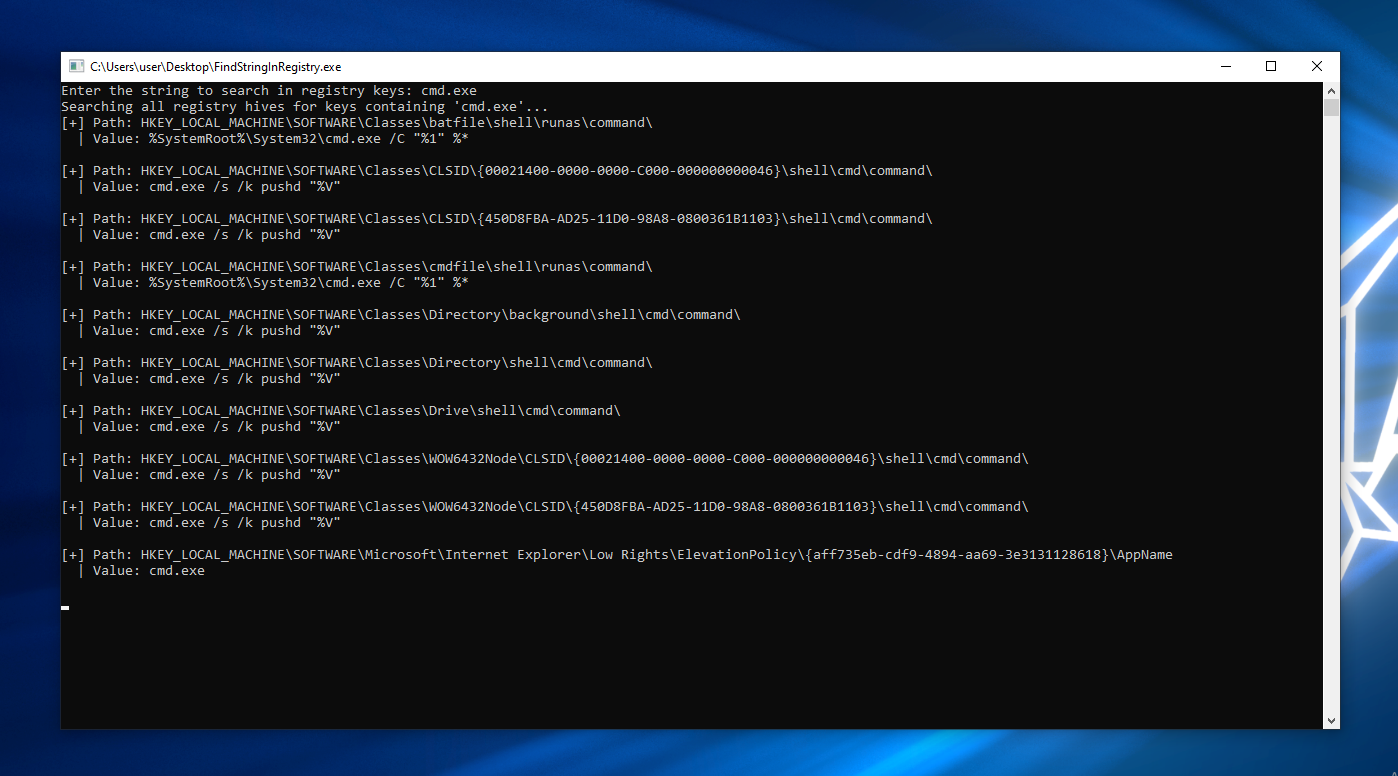 C:\Users\user\Desktop\FindStringInRegistry.exe
Enter the string to search in registry keys: cmd.exe
Searching all registry hives for keys containing 'cmd.exe'...
[+] Path: HKEY_LOCAL_MACHINE\SOFTWARE\Classes\batfile\shell\runas\command\
| Value: %SystemRoot%\System32\cmd.exe /C "%1" %*
[+] Path: HKEY_LOCAL_MACHINE\SOFTWARE\Classes\CLSID\{00021400-0000-0000-C000-000000000046}\shell\cmd\command\
| Value: cmd.exe /s /k pushd "%V"
[+] Path: HKEY_LOCAL_MACHINE\SOFTWARE\Classes\CLSID\{450D8FBA-AD25-11D0-98A8-0800361B1103}\shell\cmd\command\
| Value: cmd.exe /s /k pushd "%V"
[+] Path: HKEY_LOCAL_MACHINE\SOFTWARE\Classes\cmdfile\shell\runas\command\
| Value: %SystemRoot%\System32\cmd.exe /C "%1" %*
[+] Path: HKEY_LOCAL_MACHINE\SOFTWARE\Classes\Directory\background\shell\cmd\command\
| Value: cmd.exe /s /k pushd "%V"
[+] Path: HKEY_LOCAL_MACHINE\SOFTWARE\Classes\Directory\shell\cmd\command\
| Value: cmd.exe /s /k pushd "%V"
[+] Path: HKEY_LOCAL_MACHINE\SOFTWARE\Classes\Drive\shell\cmd\command\
| Value: cmd.exe /s /k pushd "%V"
[+] Path: HKEY_LOCAL_MACHINE\SOFTWARE\Classes\WOW6432Node\CLSID\{00021400-0000-0000-C000-000000000046}\shell\cmd\command\
| Value: cmd.exe /s /k pushd "%V"
[+] Path: HKEY_LOCAL_MACHINE\SOFTWARE\Classes\WOW6432Node\CLSID\{450D8FBA-AD25-11D0-98A8-0800361B1103}\shell\cmd\command\
| Value: cmd.exe /s /k pushd "%V"
[+] Path: HKEY_LOCAL_MACHINE\SOFTWARE\Microsoft\Internet Explorer\Low Rights\ElevationPolicy\{aff735eb-cdf9-4894-aa69-3e3131128618}\AppName
| Value: cmd.exe